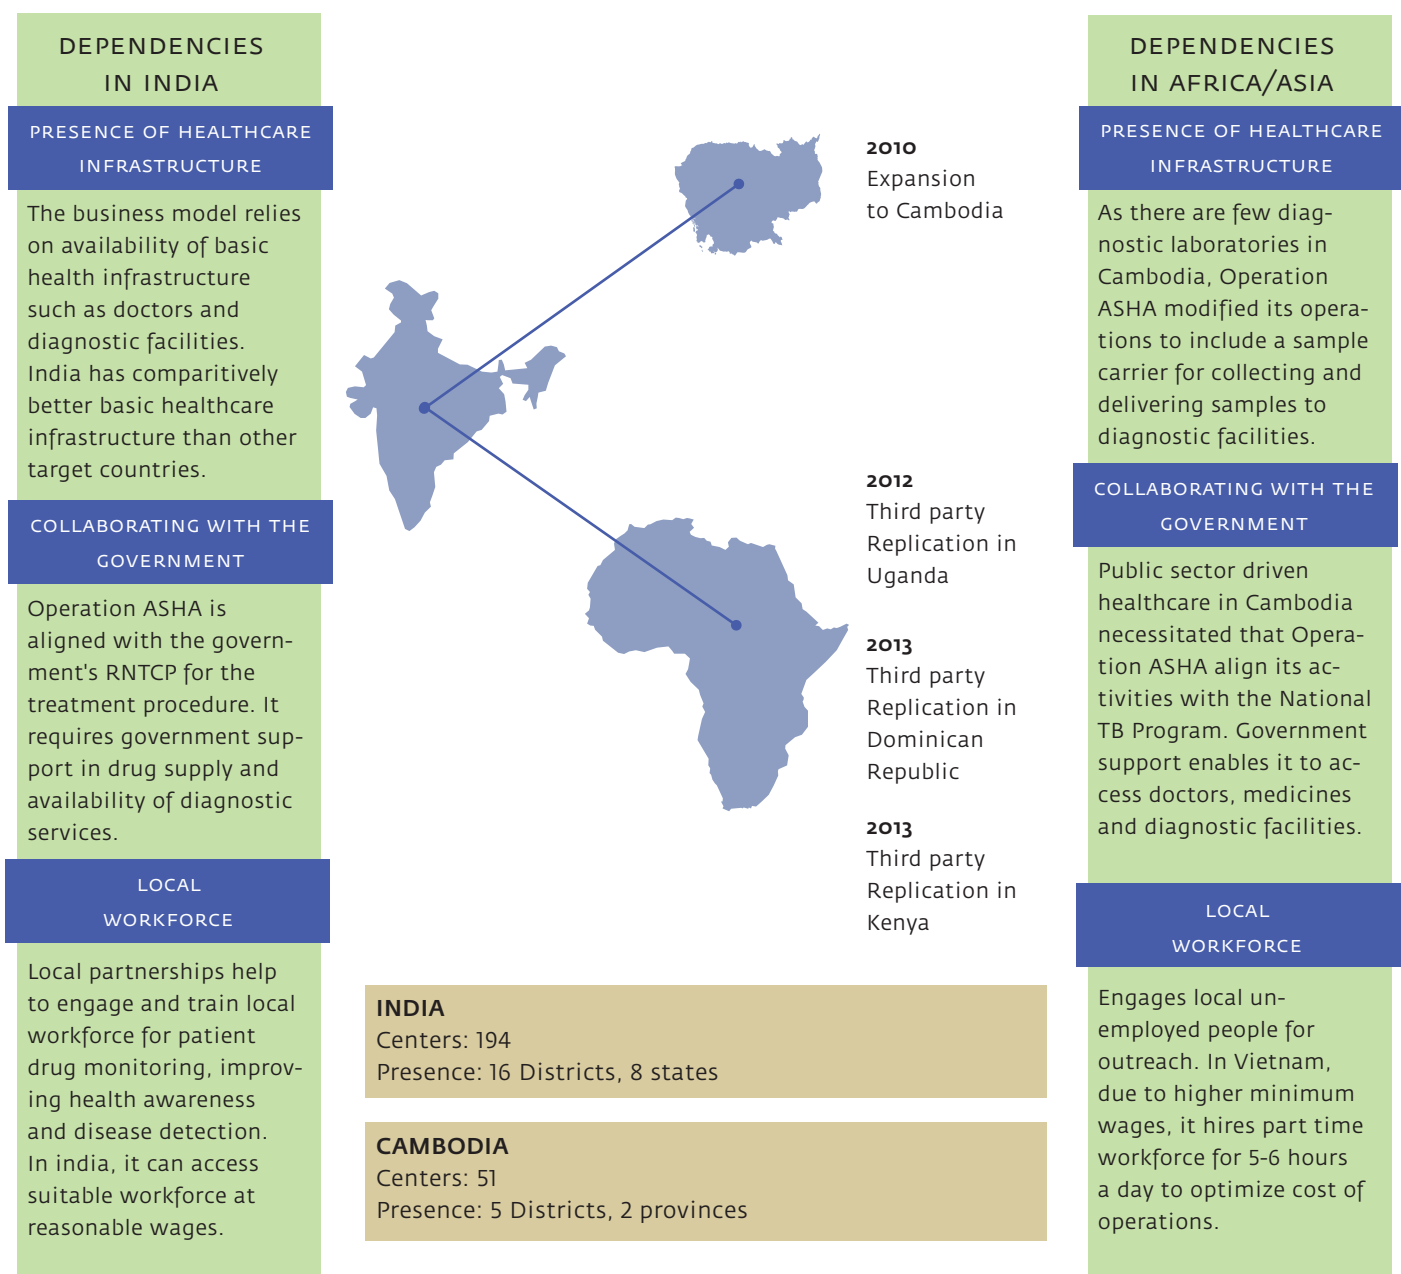 DEPENDENCIES
IN INDIA
PRESENCE OF HEALTHCARE
INFRASTRUCTURE
The business model relies
on availability of basic
health infrastructure
such as doctors and
diagnostic facilities.
India has comparitively
better basic healthcare
infrastructure than other
target countries.
COLLABORATING WITH THE
GOVERNMENT
Operation ASHA is
aligned with the govern-
ment's RNTCP for the
treatment procedure. It
requires government sup-
port in drug supply and
availability of diagnostic
services.
LOCAL
WORKFORCE
Local partnerships help
to engage and train local
workforce for patient
drug monitoring, improv-
ing health awareness
and disease detection.
In india, it can access
suitable workforce at
reasonable wages.
2010
Expansion
to Cambodia
2012
Third party
Replication in
Uganda
2013
Third party
Replication in
Dominican
Republic
2013
Third party
Replication in
Kenya
INDIA
Centers: 194
Presence: 16 Districts, 8 states
CAMBODIA
Centers: 51
Presence: 5 Districts, 2 provinces
DEPENDENCIES
IN AFRICA/ASIA
PRESENCE OF HEALTHCARE
INFRASTRUCTURE
As there are few diag-
nostic laboratories in
Cambodia, Operation
ASHA modified its opera-
tions to include a sample
carrier for collecting and
delivering samples to
diagnostic facilities.
COLLABORATING WITH THE
GOVERNMENT
Public sector driven
healthcare in Cambodia
necessitated that Opera-
tion ASHA align its ac-
tivities with the National
TB Program. Government
support enables it to ac-
cess doctors, medicines
and diagnostic facilities.
LOCAL
WORKFORCE
Engages local un-
employed people for
outreach. In Vietnam,
due to higher minimum
wages, it hires part time
workforce for 5-6 hours
a day to optimize cost of
operations.